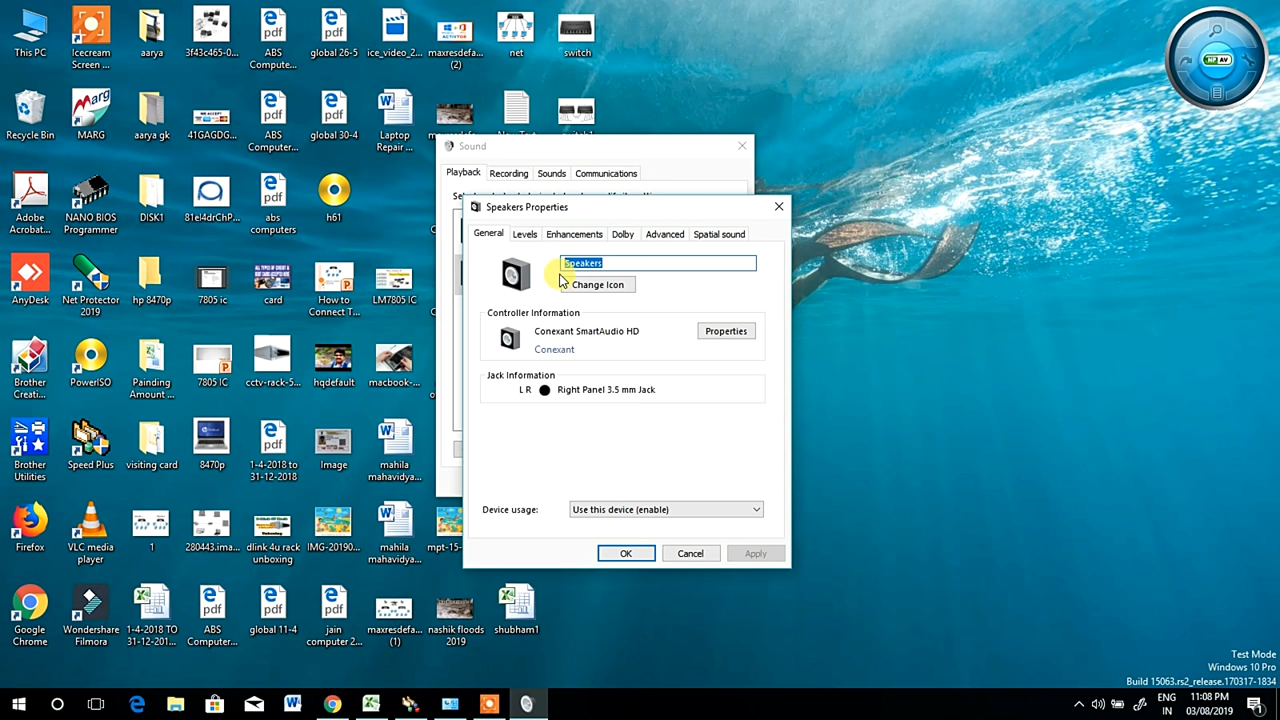 This PC
Icecream
Screen ...
aarya
3f43c465-0...
ABS
Compute...
global 26-5
ice_video_2...
maxresdefa...
(2)
net
switch
Recycle Bin
MARG
aarya gk
41GAGDG...
ABS
Computer...
global 30-4
Laptop
Repair ...
Adobe
Acrobat...
NANO BIOS
Programmer
DISK1
81el4drChP...
abs
computers
h61
AnyDesk
Net Protector
2019
hp 8470p
7805 ic
card
How to
Connect T...
LM7805 IC
Brother
Creati...
PowerISO
Painding
Amount ...
7805 IC
cctv-rack-5...
hqdefault
macbook-...
Brother
Utilities
Speed Plus
visiting card
8470p
1-4-2018 to
31-12-2018
Image
mahila
mahavidya...
Firefox
VLC media
player
1
280443.ima...
dlink 4u rack
unboxing
IMG-20190...
mahila
mahavidya...
mpt-15-
Google
Chrome
Wondershare
Filmora
1-4-2018 TO
31-12-201...
ABS
Computer...
global 11-4
jain
computer 2...
maxresdefa...
(1)
nashik floods
2019
shubham1
Sound
Playback
Recording
Sounds
Communications
Speakers Properties
General
Levels
Enhancements
Dolby
Advanced
Spatial sound
Speakers
Change Icon
Controller Information
Conexant SmartAudio HD
Properties
Conexant
Jack Information
L R
Right Panel 3.5 mm Jack
Device usage:
Use this device (enable)
OK
Cancel
Apply
NP AV
Test Mode
Windows 10 Pro
Build 15063.rs2_release.170317-1834
ENG
IN
11:08 PM
03/08/2019